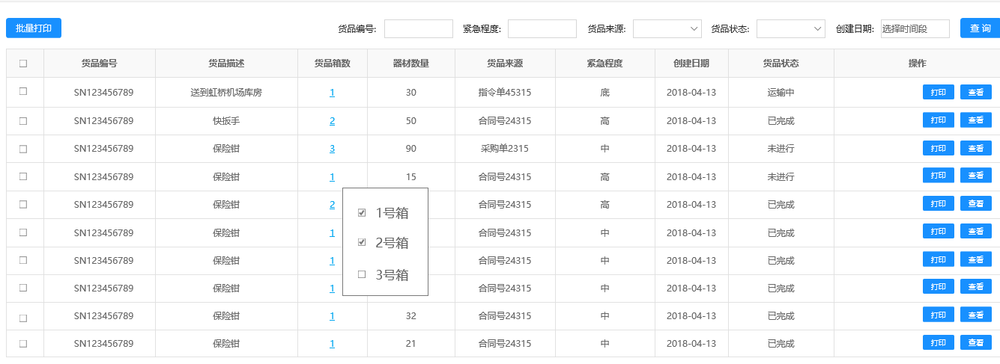 批量打印 货品编号: 紧急程度: 货品来源: 货品状态: 创建日期: 选择时间段 查 询
货品编号 货品描述 货品箱数 器材数量 货品来源 紧急程度 创建日期 货品状态 操作
SN123456789 送到虹桥机场库房 1 30 指令单45315 底 2018-04-13 运输中 打印 查看
SN123456789 快扳手 2 50 合同号24315 高 2018-04-13 已完成 打印 查看
SN123456789 保险钳 3 90 采购单2315 中 2018-04-13 未进行 打印 查看
SN123456789 保险钳 1 15 合同号24315 高 2018-04-13 未进行 打印 查看
SN123456789 保险钳 2 合同号24315 高 2018-04-13 已完成 打印 查看
1号箱
SN123456789 保险钳 1 合同号24315 中 2018-04-13 已完成 打印 查看
2号箱
SN123456789 保险钳 1 合同号24315 中 2018-04-13 已完成 打印 查看
3号箱
SN123456789 保险钳 1 合同号24315 中 2018-04-13 已完成 打印 查看
SN123456789 保险钳 1 32 合同号24315 中 2018-04-13 已完成 打印 查看
SN123456789 保险钳 1 21 合同号24315 中 2018-04-13 已完成 打印 查看